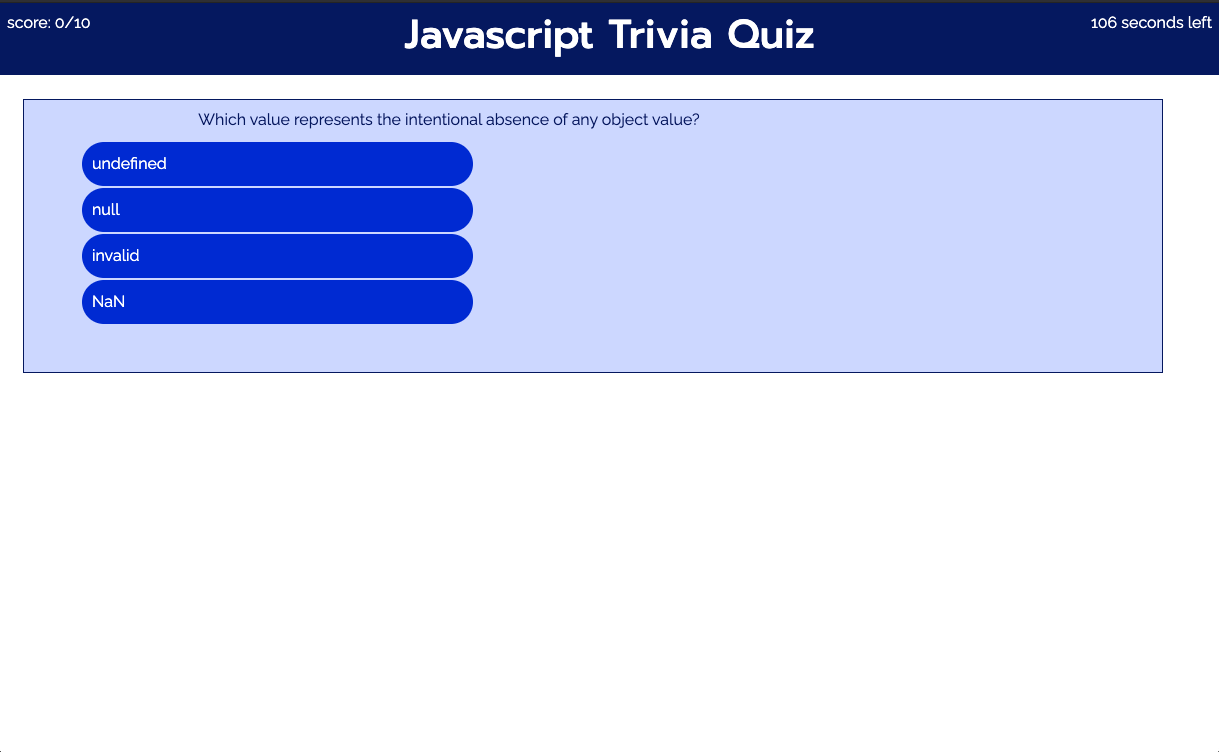 score: 0/10
Javascript Trivia Quiz
106 seconds left
Which value represents the intentional absence of any object value?
undefined
null
invalid
NaN